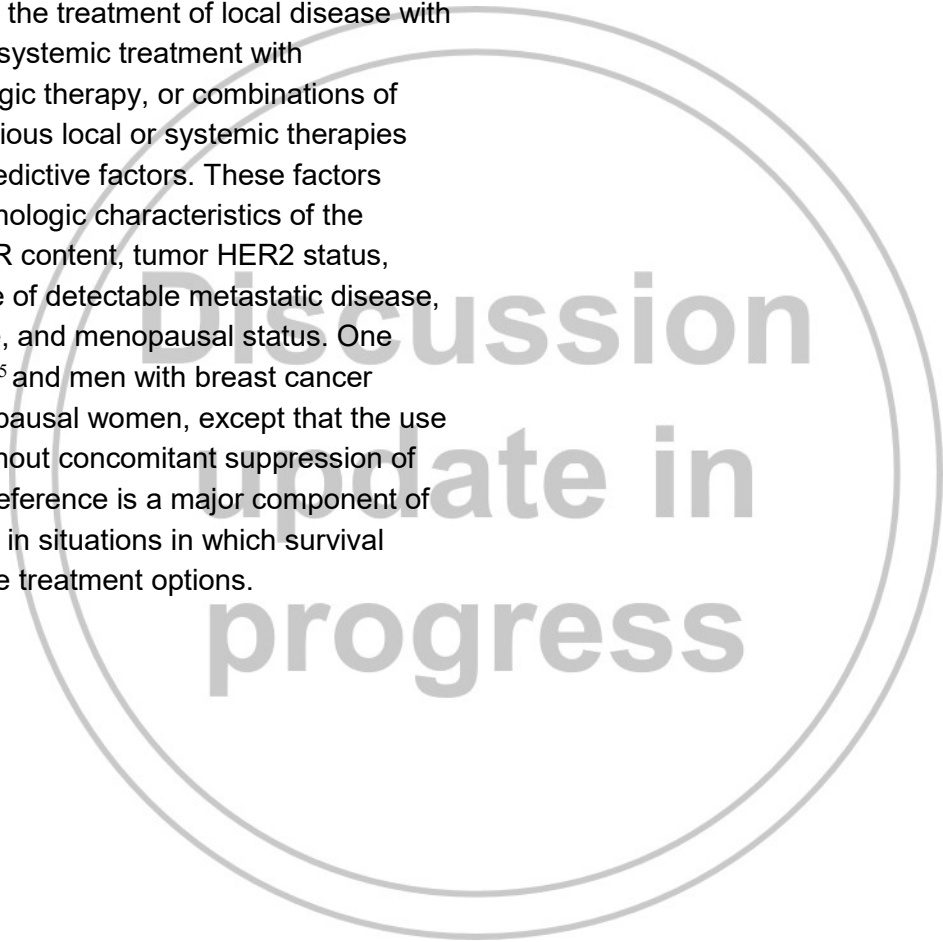 the treatment of local disease with
systemic treatment with
gic therapy, or combinations of
ious local or systemic therapies
edictive factors. These factors
nologic characteristics of the
R content, tumor HER2 status,
e of detectable metastatic disease,
, and menopausal status. One
5 and men with breast cancer
pausal women, except that the use
hout concomitant suppression of
eference is a major component of
in situations in which survival
e treatment options.
Discussion
update in
progress